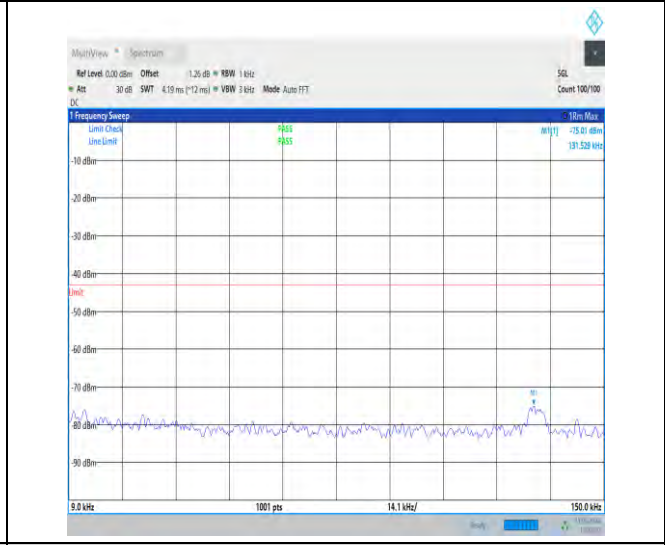 MultiView Spectrum
Ref Level 0.00 dBm Offset 1.26 dB RBW 1 kHz SGL
Att 30 dB SWT 4.19 ms (~12 ms) VBW 3 kHz Mode Auto FFT Count 100/100
DC
1 Frequency Sweep 1Rm Max
Limit Check PASS M1[1] -75.01 dBm
Line Limit PASS 131.528 kHz
-10 dBm
-20 dBm
-30 dBm
-40 dBm
Limit
-50 dBm
-60 dBm
-70 dBm
M1
-80 dBm
-90 dBm
9.0 kHz 1001 pts 14.1 kHz/ 150.0 kHz
Ready